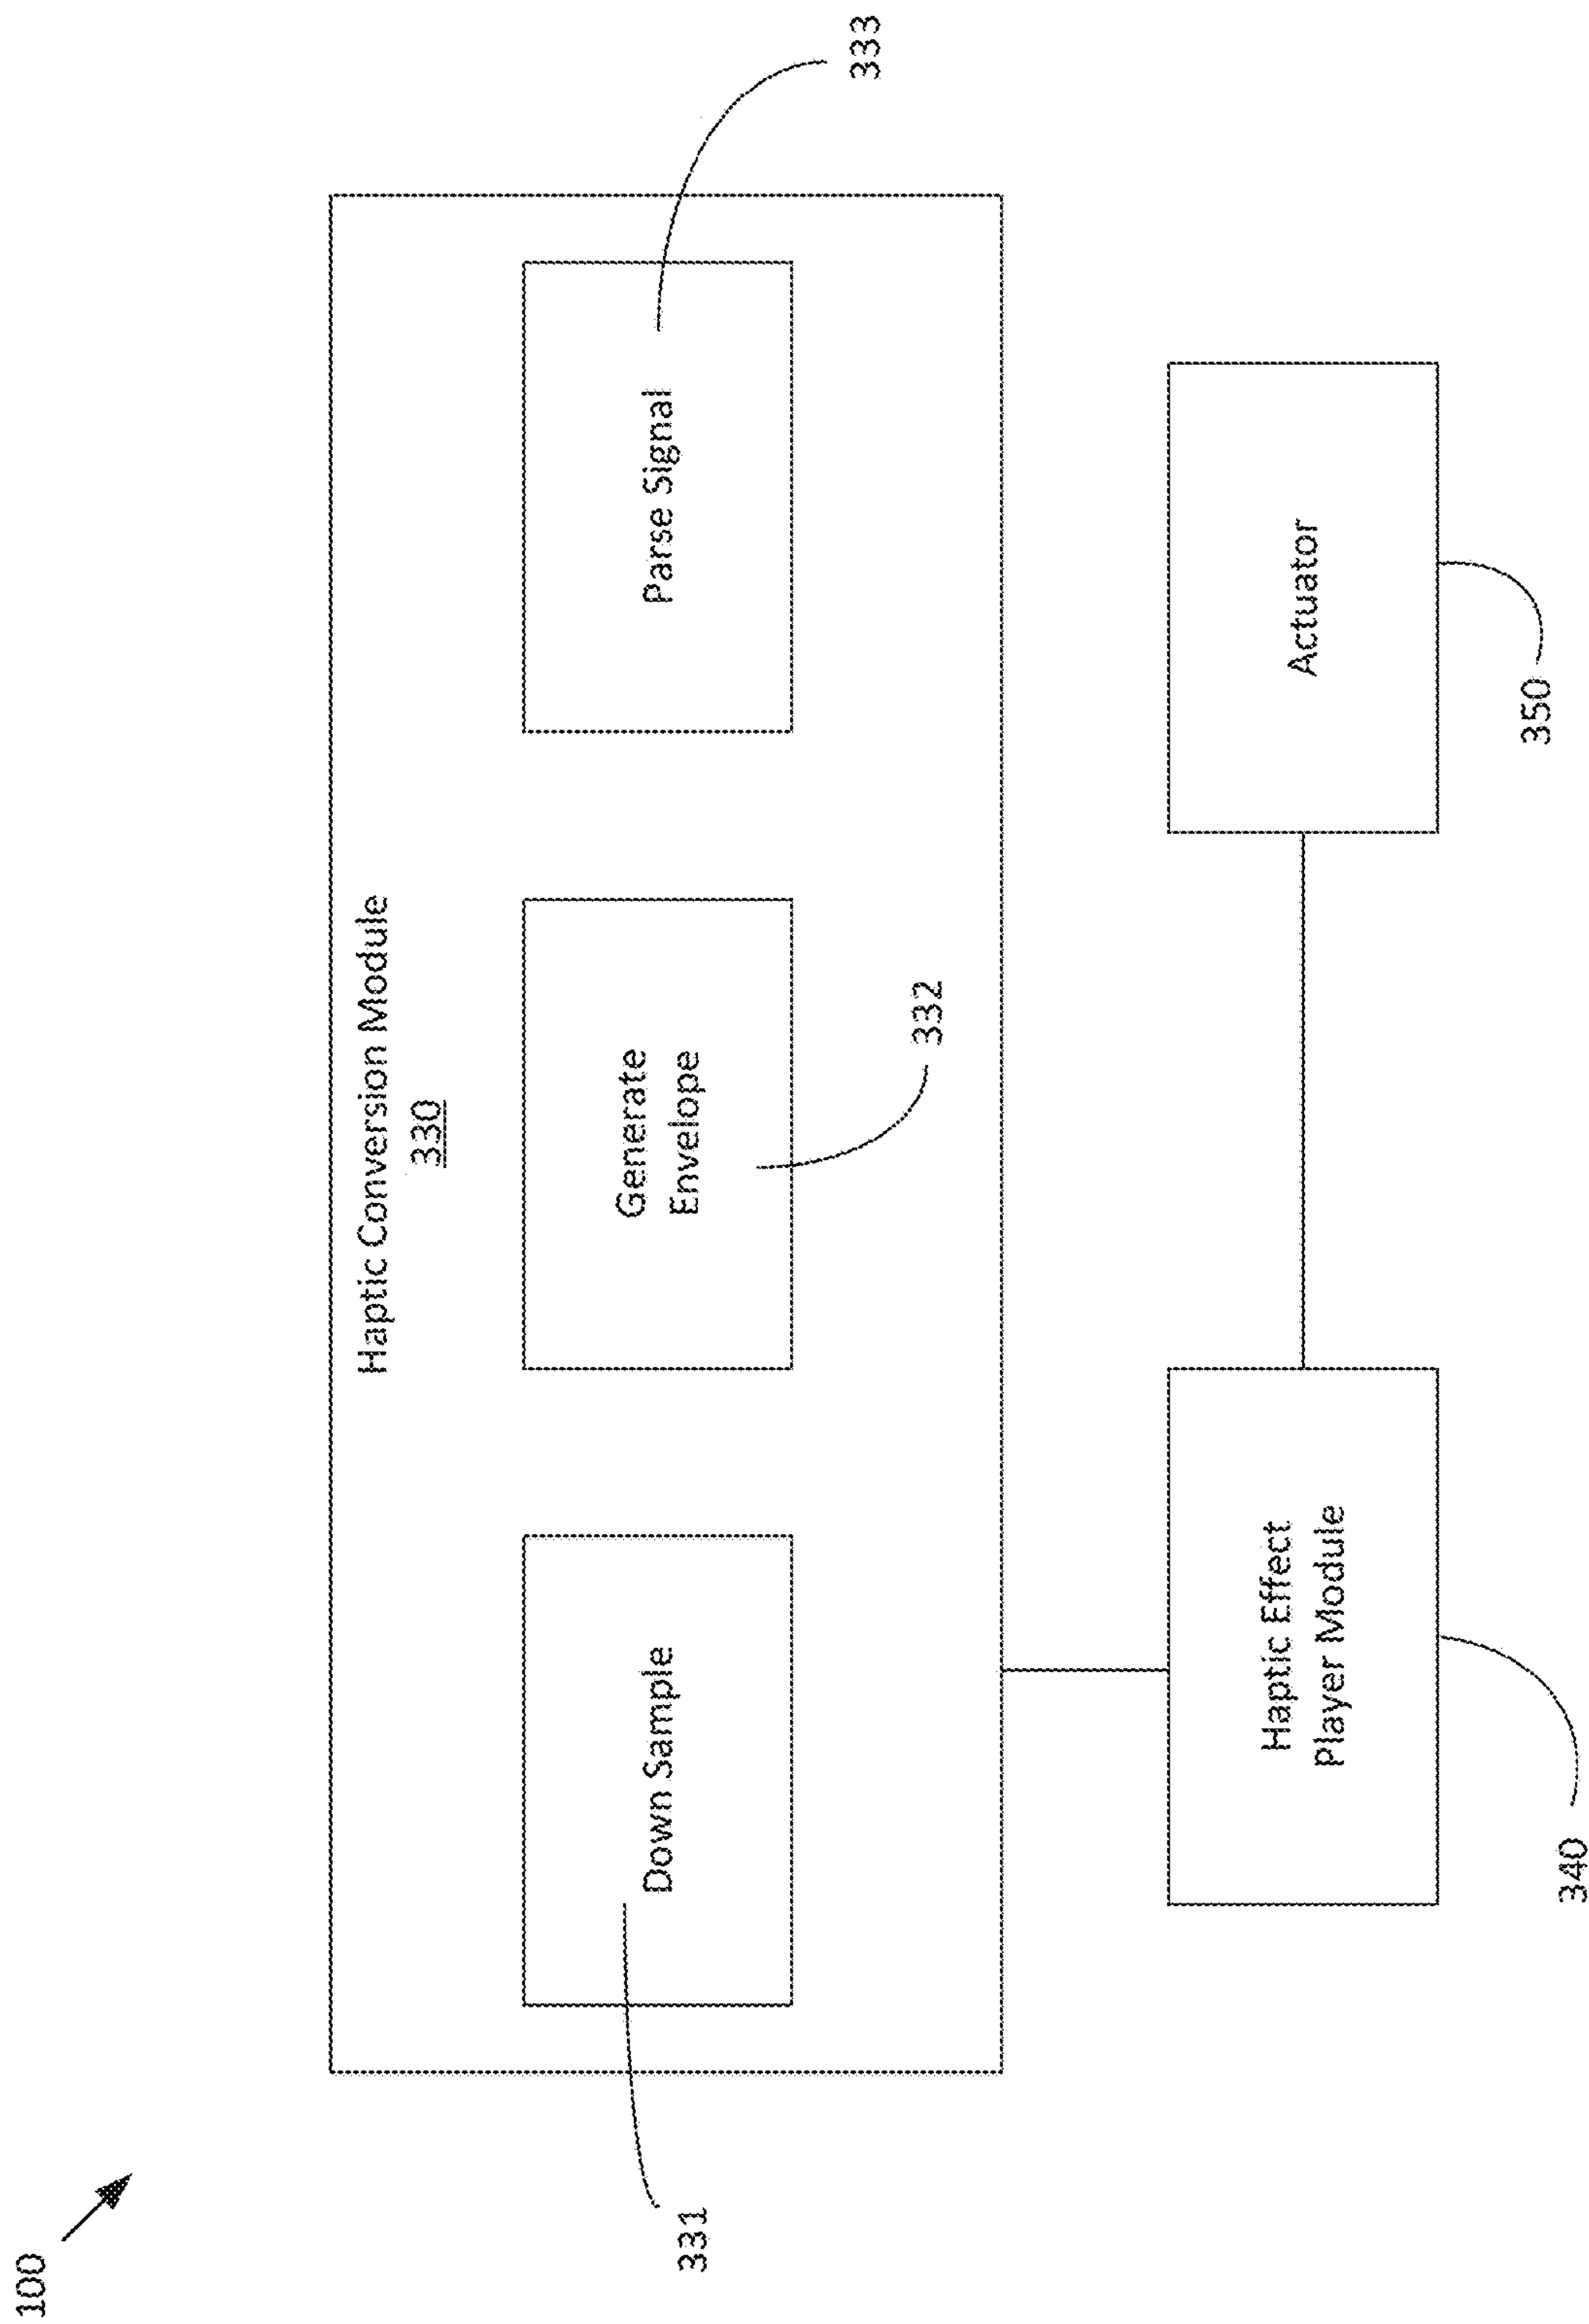 100
Haptic Conversion Module
330
Down Sample
Generate
Envelope
Parse Signal
331
332
333
Haptic Effect
Player Module
Actuator
340
350